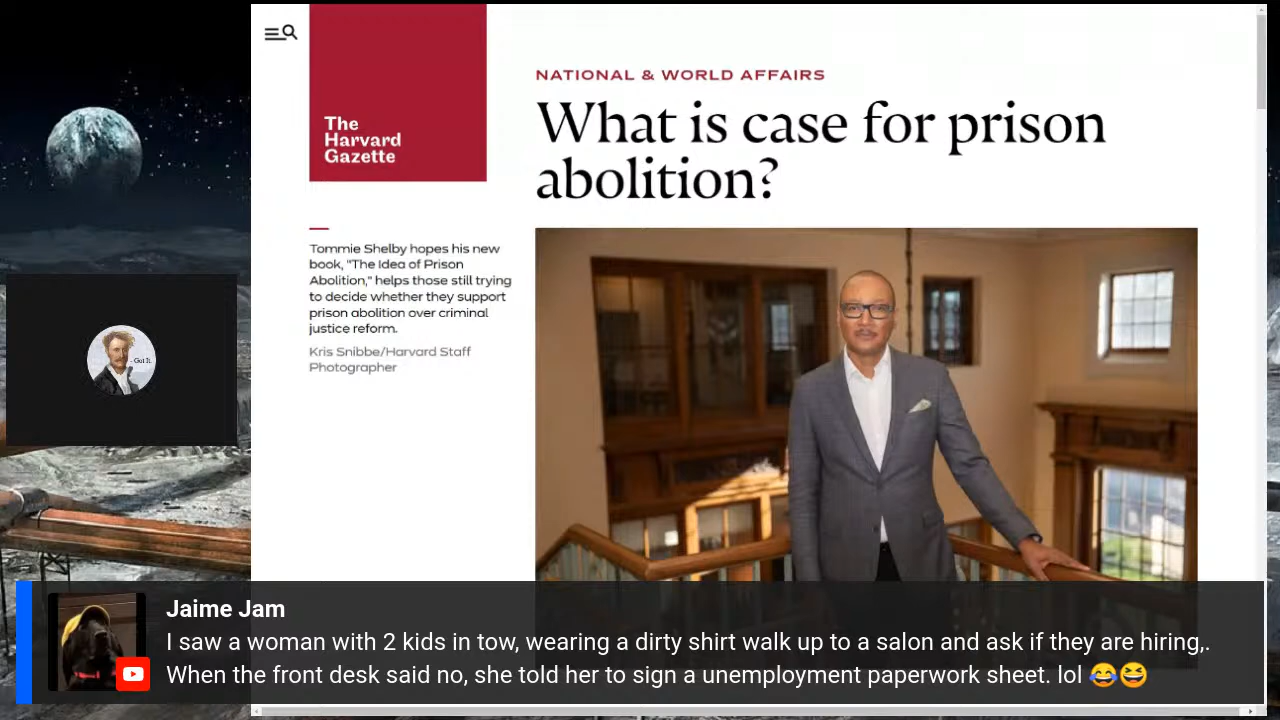 The
Harvard
Gazette
NATIONAL & WORLD AFFAIRS
What is case for prison
abolition?
Tommie Shelby hopes his new
book, "The Idea of Prison
Abolition," helps those still trying
to decide whether they support
prison abolition over criminal
justice reform.
Kris Snibbe/Harvard Staff
Photographer
- Got It.
Jaime Jam
I saw a woman with 2 kids in tow, wearing a dirty shirt walk up to a salon and ask if they are hiring,.
When the front desk said no, she told her to sign a unemployment paperwork sheet. lol 😂😆